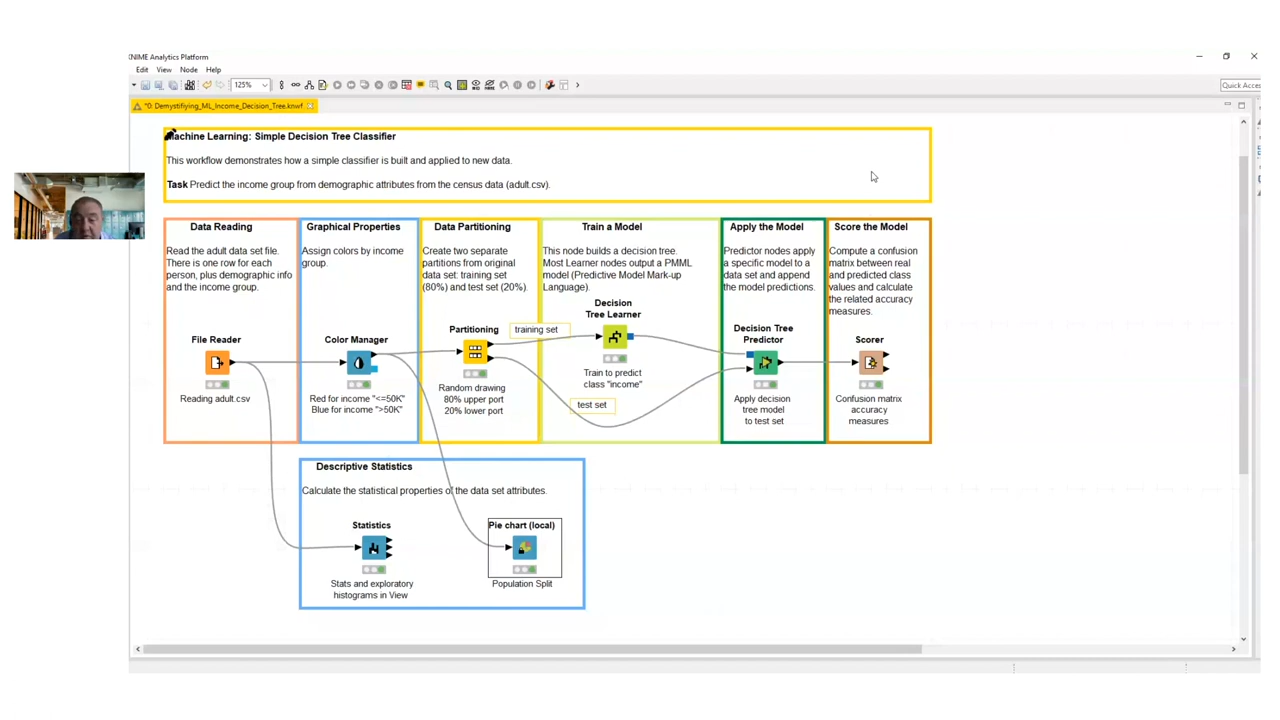 KNIME Analytics Platform
Edit View Node Help
125%
Quick Acces
*0: Demystifiying_ML_Income_Decision_Tree.knwf
Machine Learning: Simple Decision Tree Classifier
This workflow demonstrates how a simple classifier is built and applied to new data.
Task Predict the income group from demographic attributes from the census data (adult.csv).
Data Reading
Read the adult data set file.
There is one row for each
person, plus demographic info
and the income group.
File Reader
Reading adult.csv
Graphical Properties
Assign colors by income
group.
Color Manager
Red for income "<=50K"
Blue for income ">50K"
Data Partitioning
Create two separate
partitions from original
data set: training set
(80%) and test set (20%).
Partitioning
Random drawing
80% upper port
20% lower port
Train a Model
This node builds a decision tree.
Most Learner nodes output a PMML
model (Predictive Model Mark-up
Language).
Decision
Tree Learner
training set
Train to predict
class "income"
test set
Apply the Model
Predictor nodes apply
a specific model to a
data set and append
the model predictions.
Decision Tree
Predictor
Apply decision
tree model
to test set
Score the Model
Compute a confusion
matrix between real
and predicted class
values and calculate
the related accuracy
measures.
Scorer
Confusion matrix
accuracy
measures
Descriptive Statistics
Calculate the statistical properties of the data set attributes.
Statistics
Stats and exploratory
histograms in View
Pie chart (local)
Population Split